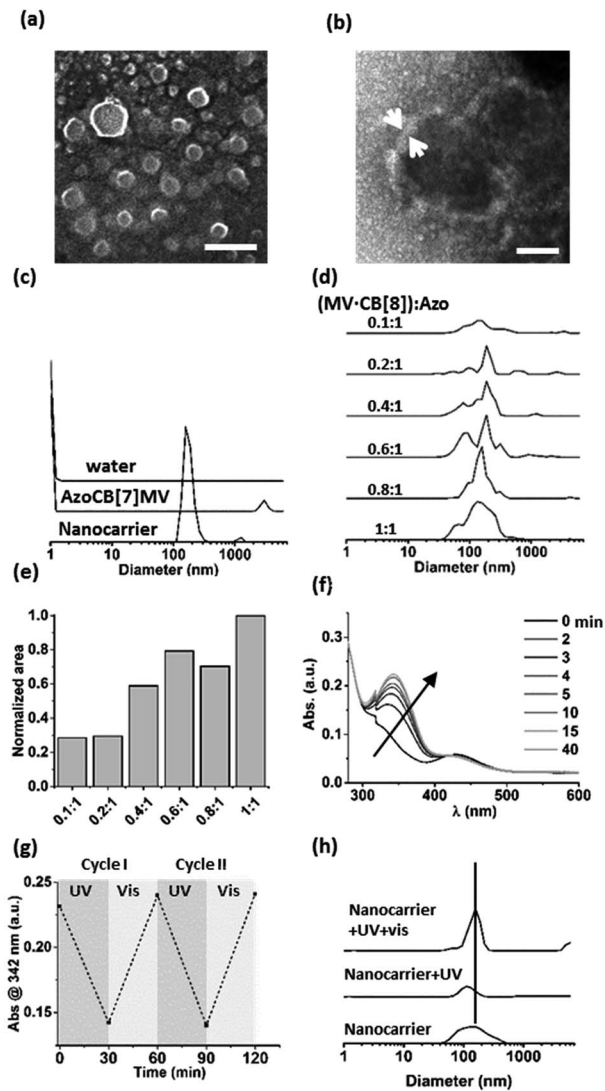 (a)
(b)
(c)
water
AzoCB[7]MV
Nanocarrier
1 10 100 1000
Diameter (nm)
(d)
(MV·CB[8]):Azo
0.1:1
0.2:1
0.4:1
0.6:1
0.8:1
1:1
1 10 100 1000
Diameter (nm)
(e)
Normalized area
1.0
0.8
0.6
0.4
0.2
0.0
0.1:1 0.2:1 0.4:1 0.6:1 0.8:1 1:1
(f)
Abs. (a.u.)
0.3
0.2
0.1
0.0
300 400 500 600
λ (nm)
0 min
2
3
4
5
10
15
40
(g)
Cycle I Cycle II
UV Vis UV Vis
Abs @ 342 nm (a.u.)
0.25
0.20
0.15
0 30 60 90 120
Time (min)
(h)
Nanocarrier
+UV+vis
Nanocarrier+UV
Nanocarrier
1 10 100 1000
Diameter (nm)